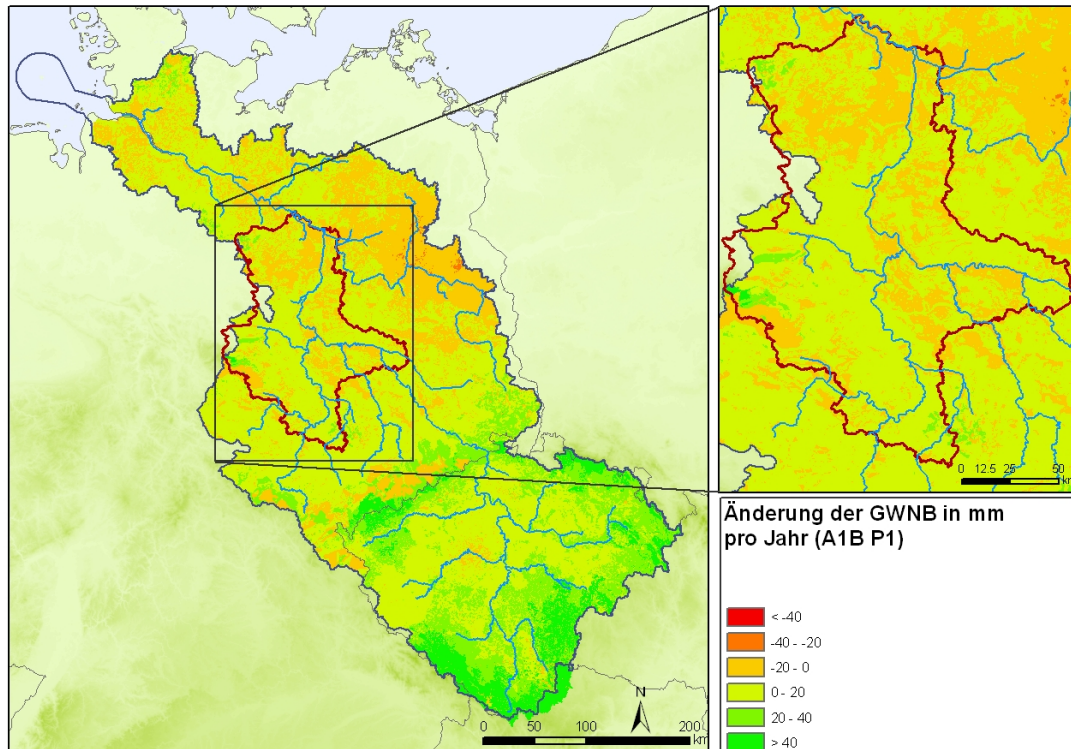 0 12.5 25 50
km
N
0 50 100 200
km
Änderung der GWNB in mm
pro Jahr (A1B P1)
< -40
-40 - -20
-20 - 0
0 - 20
20 - 40
> 40